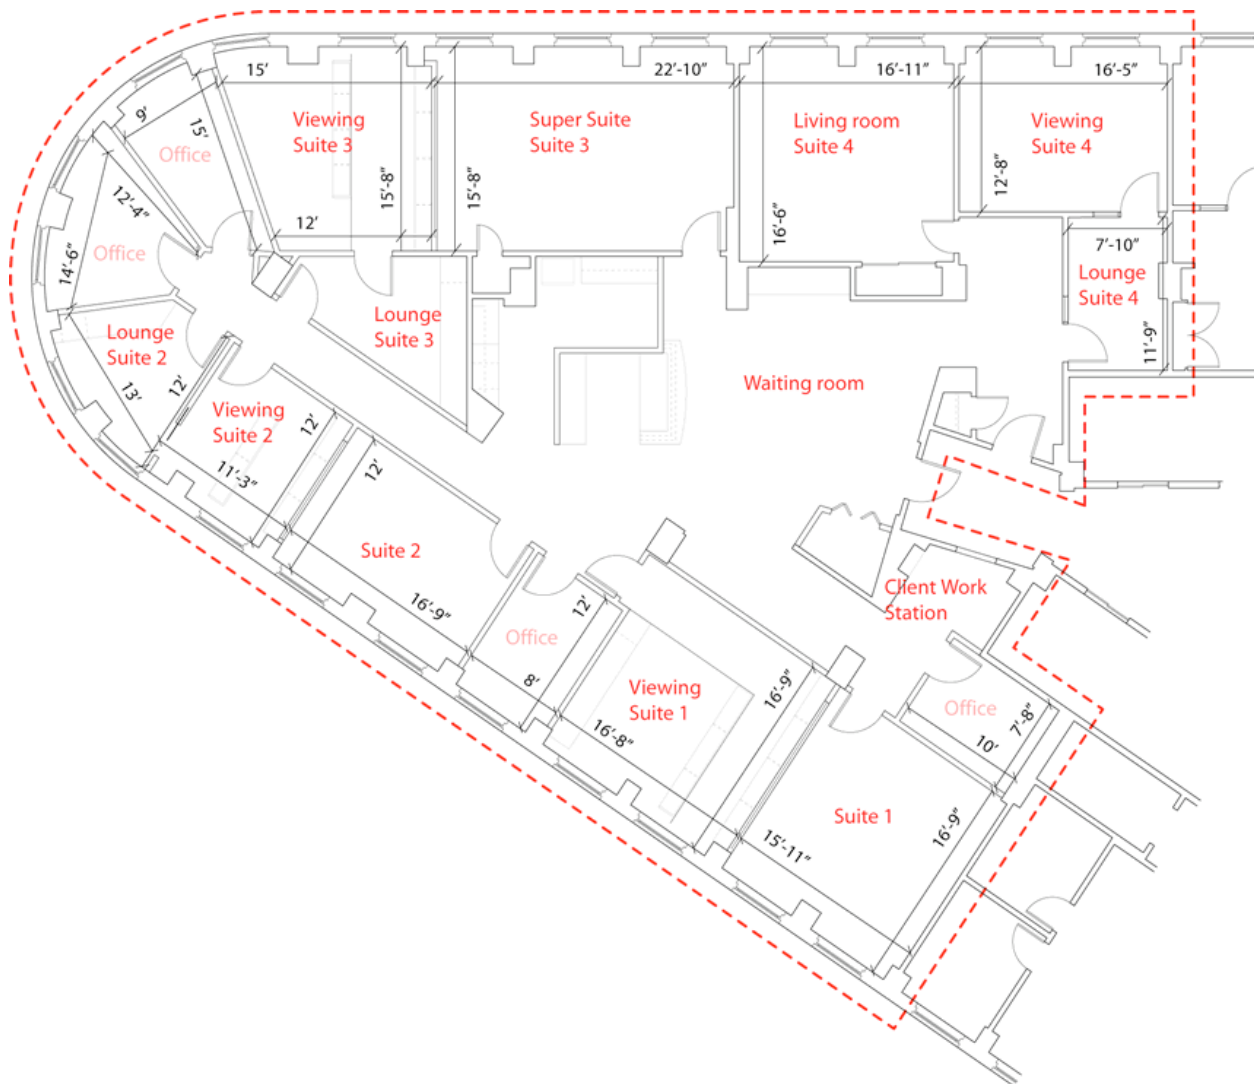 15'
22'-10"
16'-11"
16'-5"
9'
15'
Viewing
Suite 3
Super Suite
Suite 3
Living room
Suite 4
Viewing
Suite 4
Office
15'-8"
15'-8"
12'-8"
12'-4"
12'
16'-6"
7'-10"
Office
14'-6"
Lounge
Suite 4
Lounge
Suite 3
Lounge
Suite 2
11'-9"
12'
13'
Waiting room
Viewing
Suite 2
12'
11'-3"
12'
Suite 2
16'-9"
12'
Client Work
Station
Office
8'
Viewing
Suite 1
16'-9"
16'-8"
Office
7'-8"
10'
Suite 1
16'-9"
15'-11"